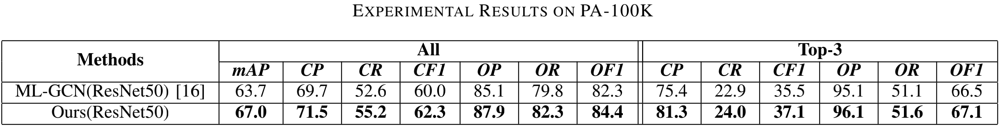 EXPERIMENTAL RESULTS ON PA-100K
Methods All Top-3
mAP CP CR CF1 OP OR OF1 CP CR CF1 OP OR OF1
ML-GCN(ResNet50) [16] 63.7 69.7 52.6 60.0 85.1 79.8 82.3 75.4 22.9 35.5 95.1 51.1 66.5
Ours(ResNet50) 67.0 71.5 55.2 62.3 87.9 82.3 84.4 81.3 24.0 37.1 96.1 51.6 67.1